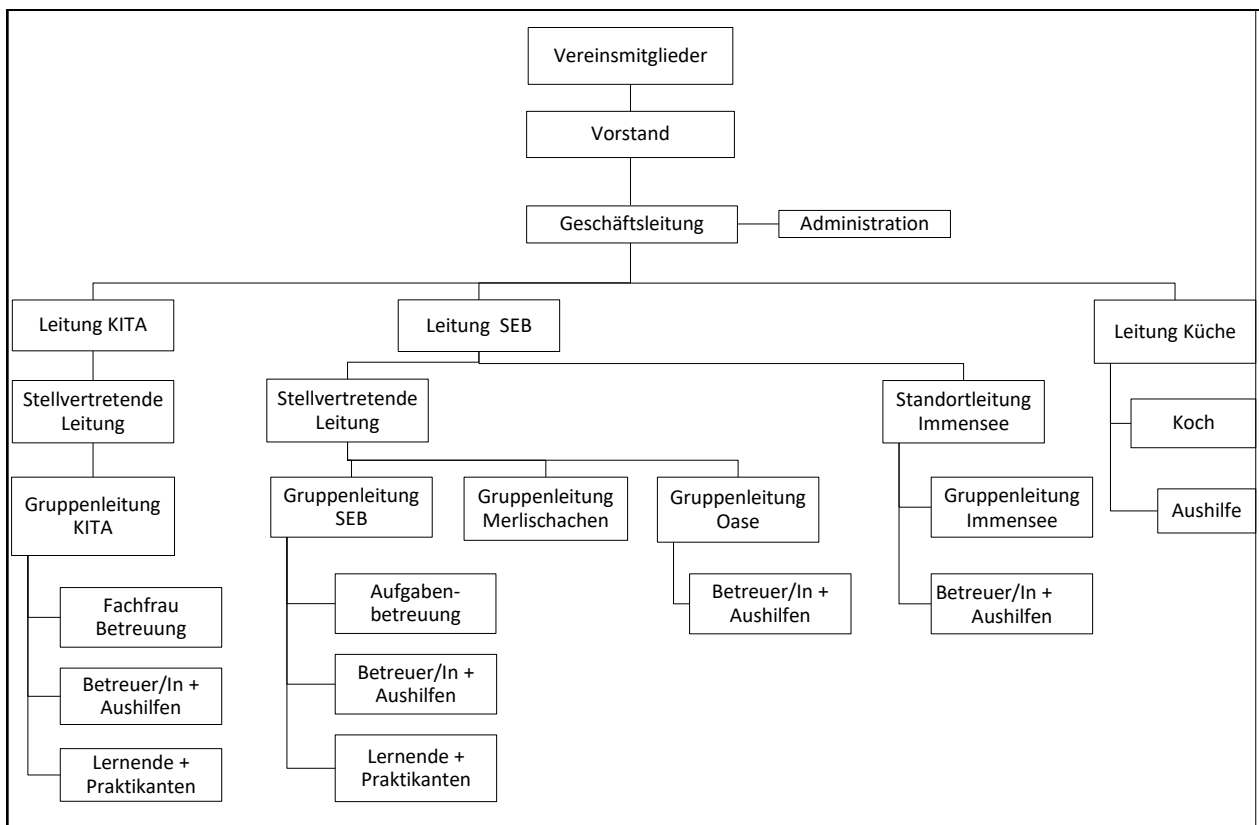 Vereinsmitglieder
Vorstand
Geschäftsleitung
Administration
Leitung KITA
Leitung SEB
Leitung Küche
Stellvertretende
Leitung
Stellvertretende
Leitung
Standortleitung
Immensee
Koch
Gruppenleitung
KITA
Gruppenleitung
SEB
Gruppenleitung
Merlischachen
Gruppenleitung
Oase
Gruppenleitung
Immensee
Aushilfe
Fachfrau
Betreuung
Aufgaben-
betreuung
Betreuer/In +
Aushilfen
Betreuer/In +
Aushilfen
Betreuer/In +
Aushilfen
Betreuer/In +
Aushilfen
Lernende +
Praktikanten
Lernende +
Praktikanten